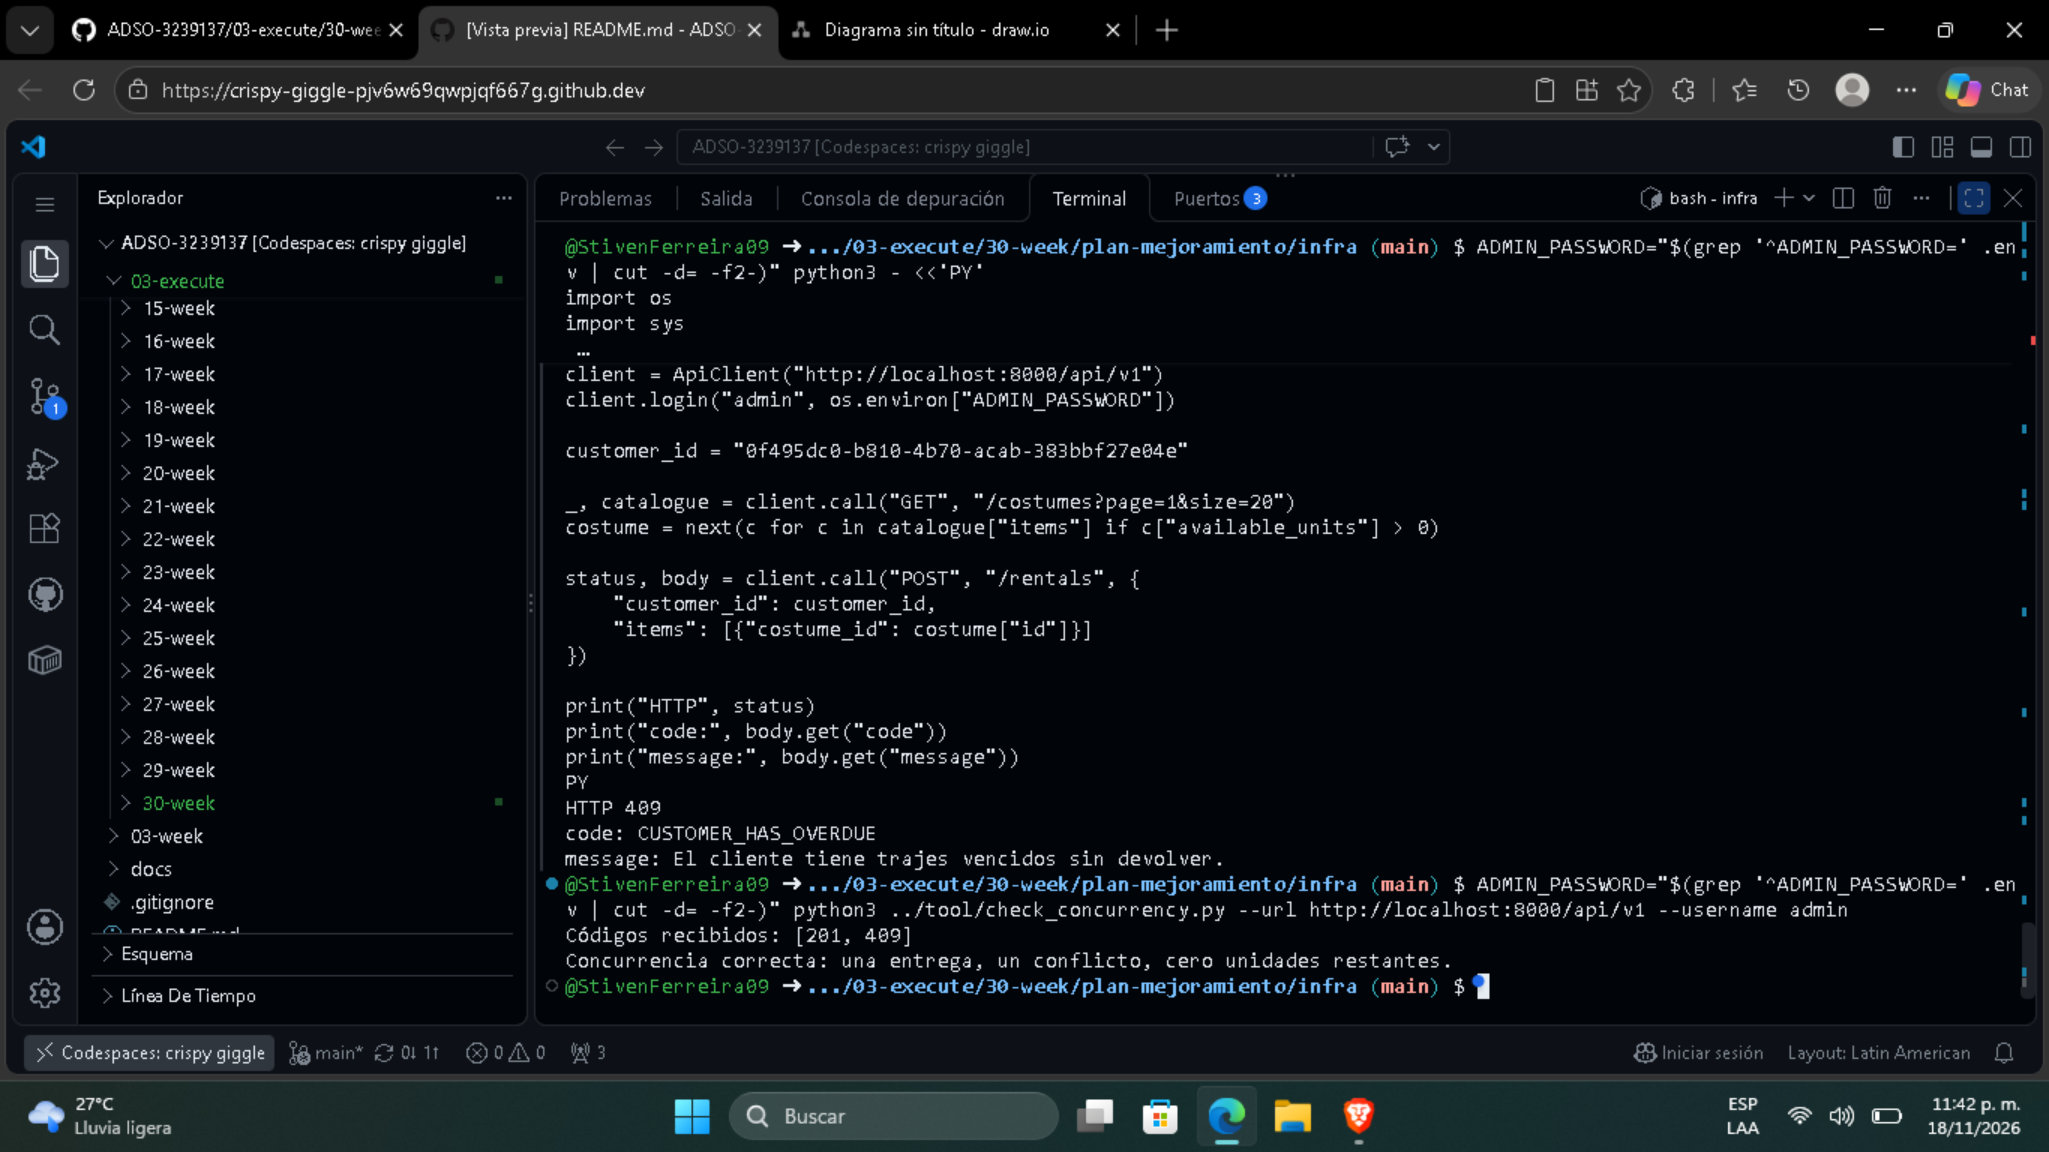 ADSO-3239137/03-execute/30-wee
[Vista previa] README.md - ADSO-
Diagrama sin título - draw.io
https://crispy-giggle-pjv6w69qwpjqf667g.github.dev
Chat
ADSO-3239137 [Codespaces: crispy giggle]
Explorador
ADSO-3239137 [Codespaces: crispy giggle]
03-execute
15-week
16-week
17-week
18-week
19-week
20-week
21-week
22-week
23-week
24-week
25-week
26-week
27-week
28-week
29-week
30-week
03-week
docs
.gitignore
README.md
Esquema
Línea De Tiempo
1
Problemas
Salida
Consola de depuración
Terminal
Puertos 3
bash - infra
@StivenFerreira09 ➜ .../03-execute/30-week/plan-mejoramiento/infra (main) $ ADMIN_PASSWORD="$(grep '^ADMIN_PASSWORD=' .en
v | cut -d= -f2-)" python3 - <<'PY'
import os
import sys
…
client = ApiClient("http://localhost:8000/api/v1")
client.login("admin", os.environ["ADMIN_PASSWORD"])
customer_id = "0f495dc0-b810-4b70-acab-383bbf27e04e"
_, catalogue = client.call("GET", "/costumes?page=1&size=20")
costume = next(c for c in catalogue["items"] if c["available_units"] > 0)
status, body = client.call("POST", "/rentals", {
"customer_id": customer_id,
"items": [{"costume_id": costume["id"]}]
})
print("HTTP", status)
print("code:", body.get("code"))
print("message:", body.get("message"))
PY
HTTP 409
code: CUSTOMER_HAS_OVERDUE
message: El cliente tiene trajes vencidos sin devolver.
@StivenFerreira09 ➜ .../03-execute/30-week/plan-mejoramiento/infra (main) $ ADMIN_PASSWORD="$(grep '^ADMIN_PASSWORD=' .en
v | cut -d= -f2-)" python3 ../tool/check_concurrency.py --url http://localhost:8000/api/v1 --username admin
Códigos recibidos: [201, 409]
Concurrencia correcta: una entrega, un conflicto, cero unidades restantes.
@StivenFerreira09 ➜ .../03-execute/30-week/plan-mejoramiento/infra (main) $
Codespaces: crispy giggle
main*
0↓ 1↑
0
0
3
Iniciar sesión
Layout: Latin American
27°C
Lluvia ligera
Buscar
ESP
LAA
11:42 p. m.
18/11/2026